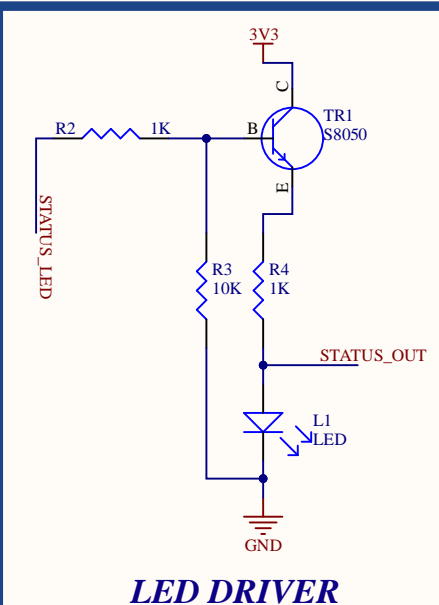 3V3
C
TR1
S8050
R2
1K
B
E
STATUS_LED
R3
10K
R4
1K
STATUS_OUT
L1
LED
GND
LED DRIVER